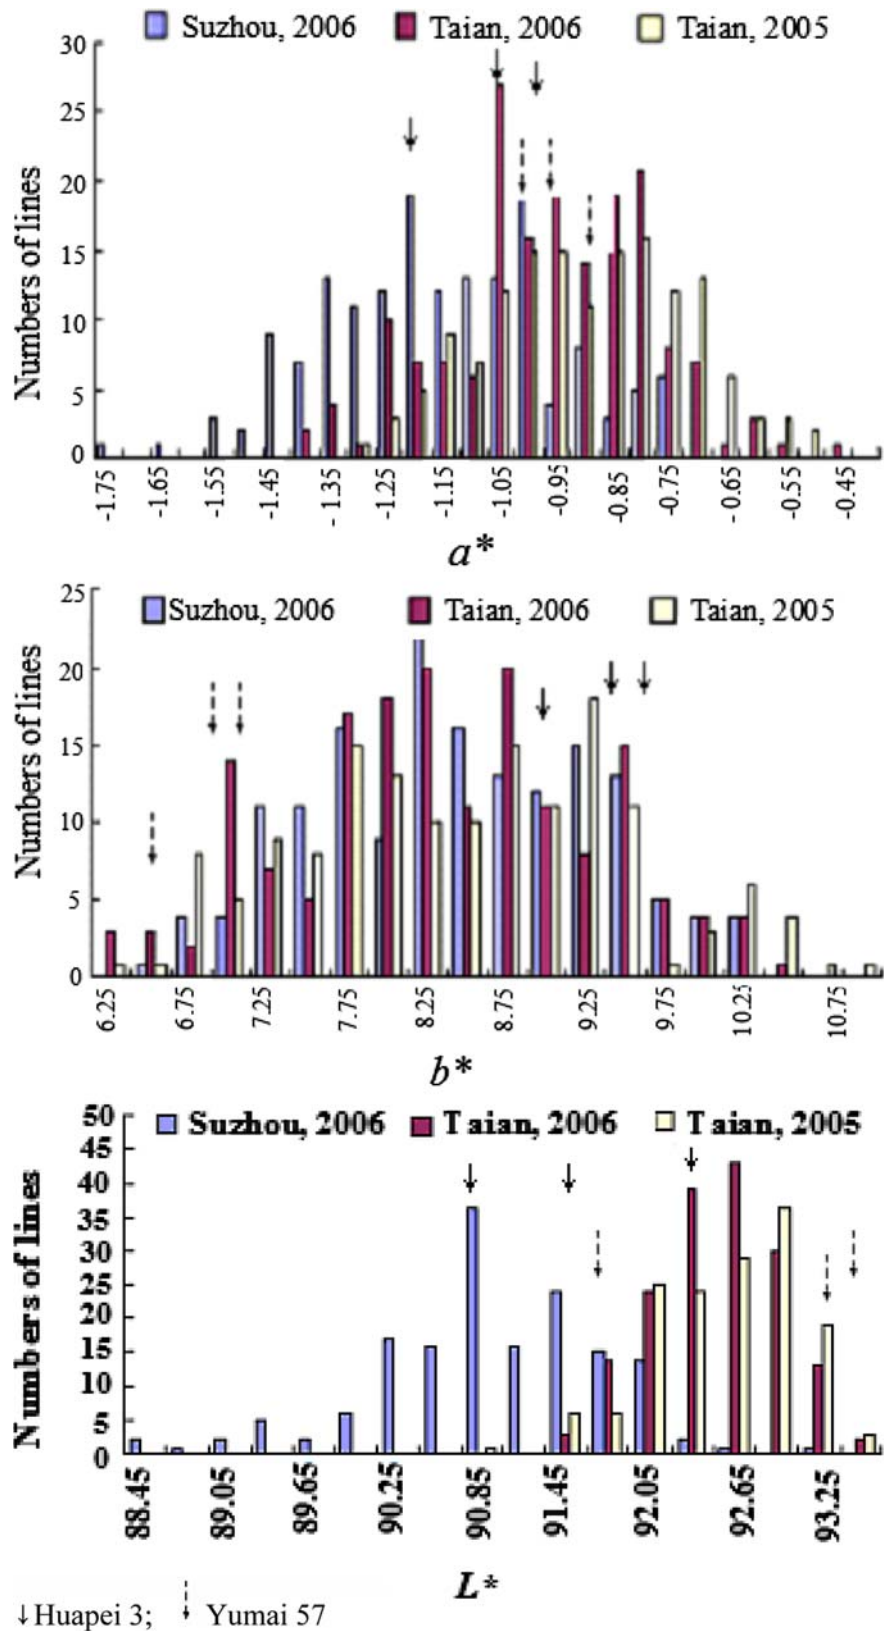 Suzhou, 2006 Taian, 2006 Taian, 2005
30
25
20
15
10
5
0
Numbers of lines
-1.75 -1.65 -1.55 -1.45 -1.35 -1.25 -1.15 -1.05 -0.95 -0.85 -0.75 -0.65 -0.55 -0.45
a*
25
Suzhou, 2006 Taian, 2006 Taian, 2005
20
15
10
5
0
Numbers of lines
6.25 6.75 7.25 7.75 8.25 8.75 9.25 9.75 10.25 10.75
b*
50
Suzhou, 2006 Taian, 2006 Taian, 2005
45
40
35
30
25
20
15
10
5
0
Numbers of lines
88.45 89.05 89.65 90.25 90.85 91.45 92.05 92.65 93.25
L*
↓Huapei 3; Yumai 57